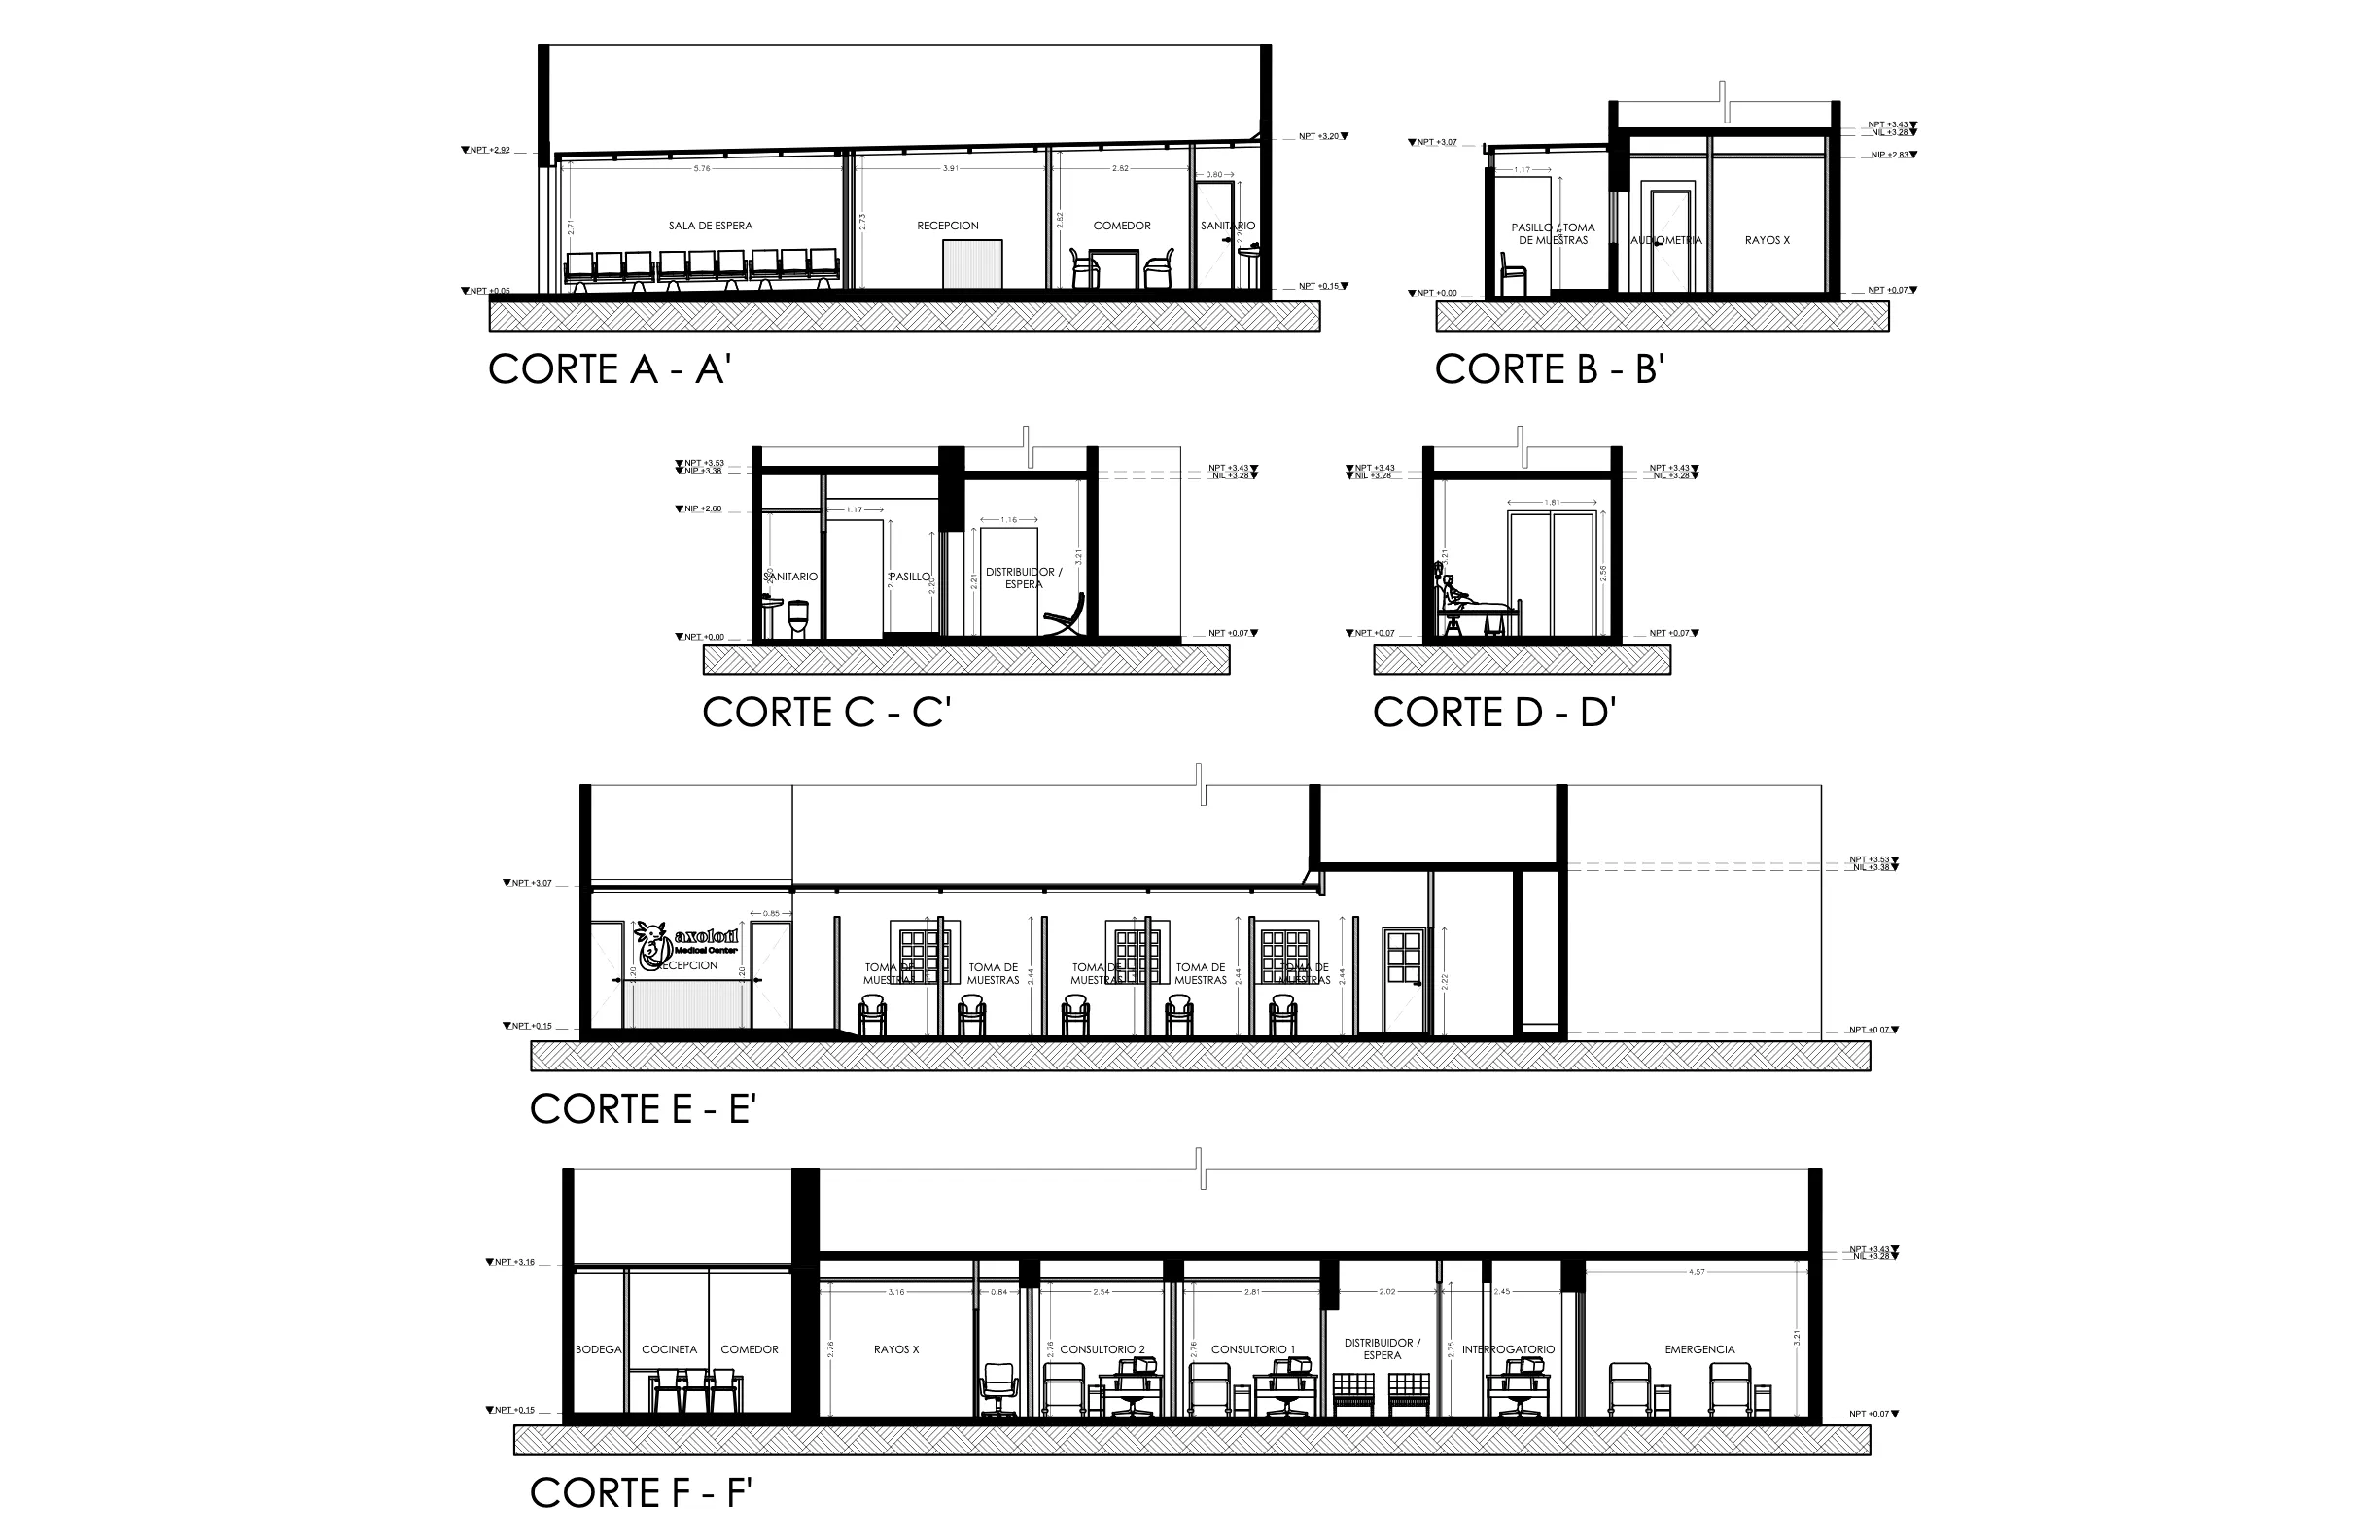 NPT +2.92
NPT +3.20
5.76
3.91
2.82
0.80
2.71
2.73
2.82
SALA DE ESPERA
RECEPCION
COMEDOR
SANITARIO
NPT +0.05
NPT +0.15
CORTE A - A'
NPT +3.43
NIL +3.28
NPT +3.07
NIP +2.83
1.17
PASILLO / TOMA
DE MUESTRAS
AUDIOMETRIA
RAYOS X
NPT +0.00
NPT +0.07
CORTE B - B'
NPT +3.53
NIP +3.38
NPT +3.43
NIL +3.28
NIP +2.60
1.17
1.16
SANITARIO
PASILLO
2.20
2.21
DISTRIBUIDOR /
ESPERA
3.21
NPT +0.00
NPT +0.07
CORTE C - C'
NPT +3.43
NIL +3.28
NPT +3.43
NIL +3.28
1.81
3.21
2.56
NPT +0.07
NPT +0.07
CORTE D - D'
NPT +3.53
NIL +3.38
NPT +3.07
0.85
axolotl
Medical Center
RECEPCION
2.20
2.20
TOMA DE
MUESTRAS
TOMA DE
MUESTRAS
TOMA DE
MUESTRAS
TOMA DE
MUESTRAS
TOMA DE
MUESTRAS
2.44
2.44
2.44
2.22
NPT +0.15
NPT +0.07
CORTE E - E'
NPT +3.43
NIL +3.28
NPT +3.16
4.57
3.16
0.84
2.54
2.81
2.02
2.45
BODEGA
COCINETA
COMEDOR
2.76
RAYOS X
2.76
CONSULTORIO 2
2.76
CONSULTORIO 1
DISTRIBUIDOR /
ESPERA
2.75
INTERROGATORIO
EMERGENCIA
3.21
NPT +0.15
NPT +0.07
CORTE F - F'